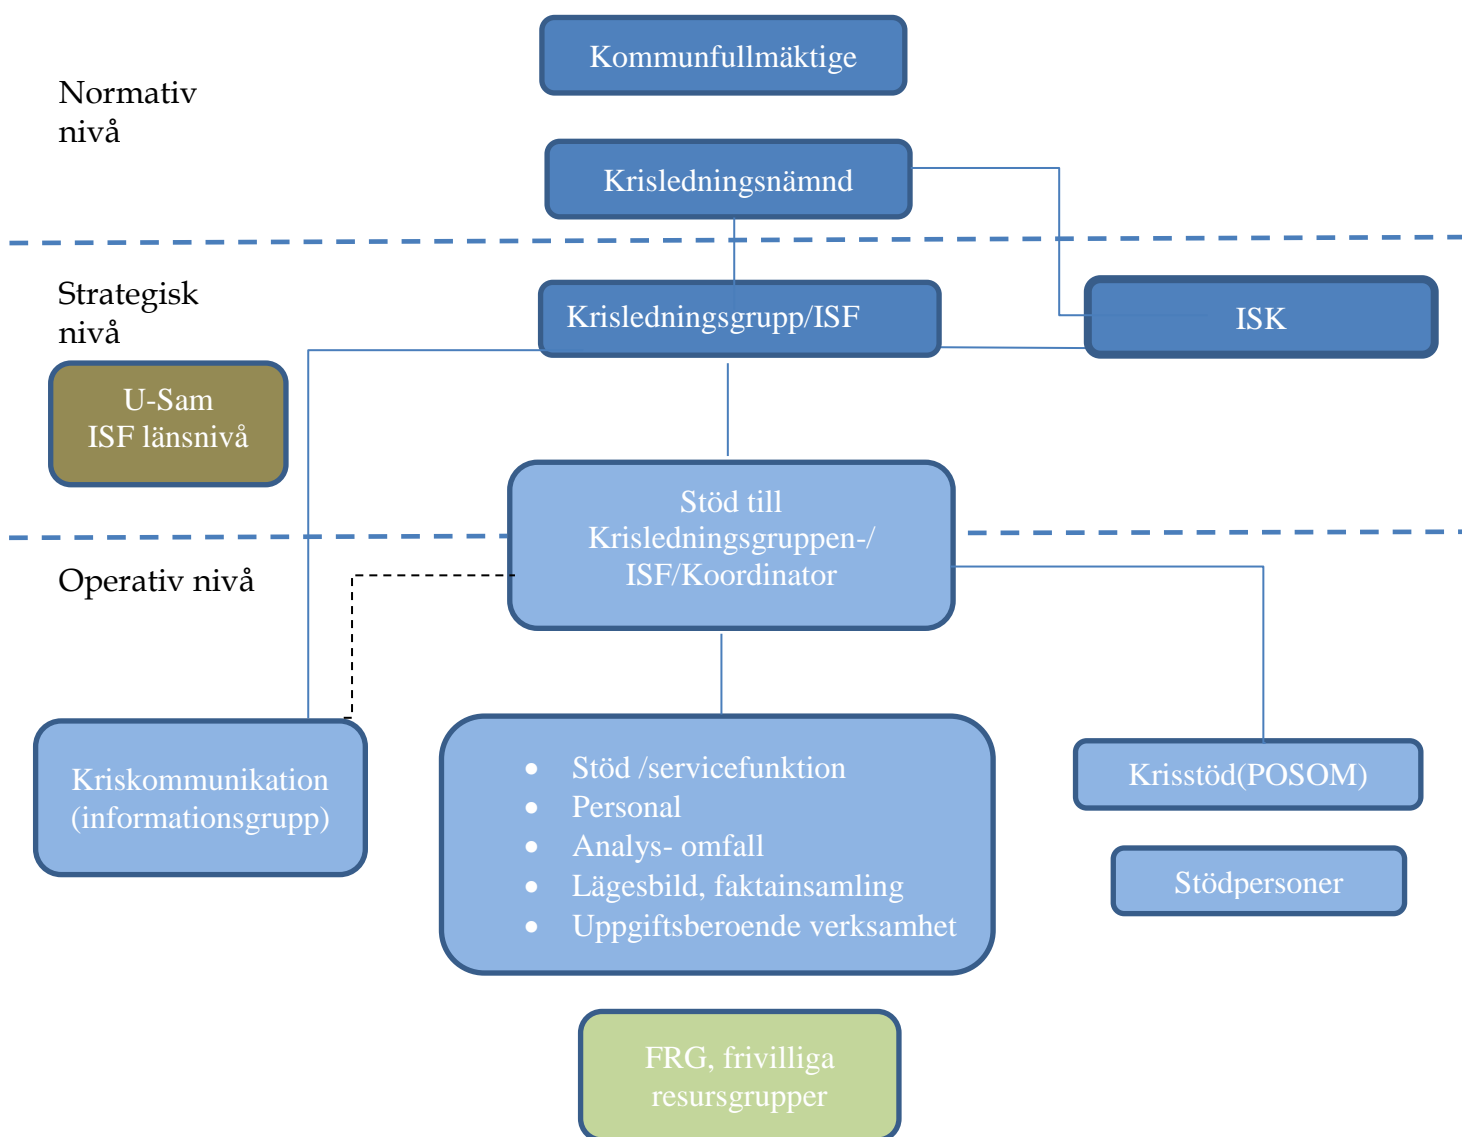 Kommunfullmäktige
Normativ
nivå
Krisledningsnämnd
Strategisk
nivå
Krisledningsgrupp/ISF
ISK
U-Sam
ISF länsnivå
Stöd till
Krisledningsgruppen-/
ISF/Koordinator
Operativ nivå
Kriskommunikation
(informationsgrupp)
• Stöd /servicefunktion
• Personal
• Analys- omfall
• Lägesbild, faktainsamling
• Uppgiftsberoende verksamhet
Krisstöd(POSOM)
Stödpersoner
FRG, frivilliga
resursgrupper